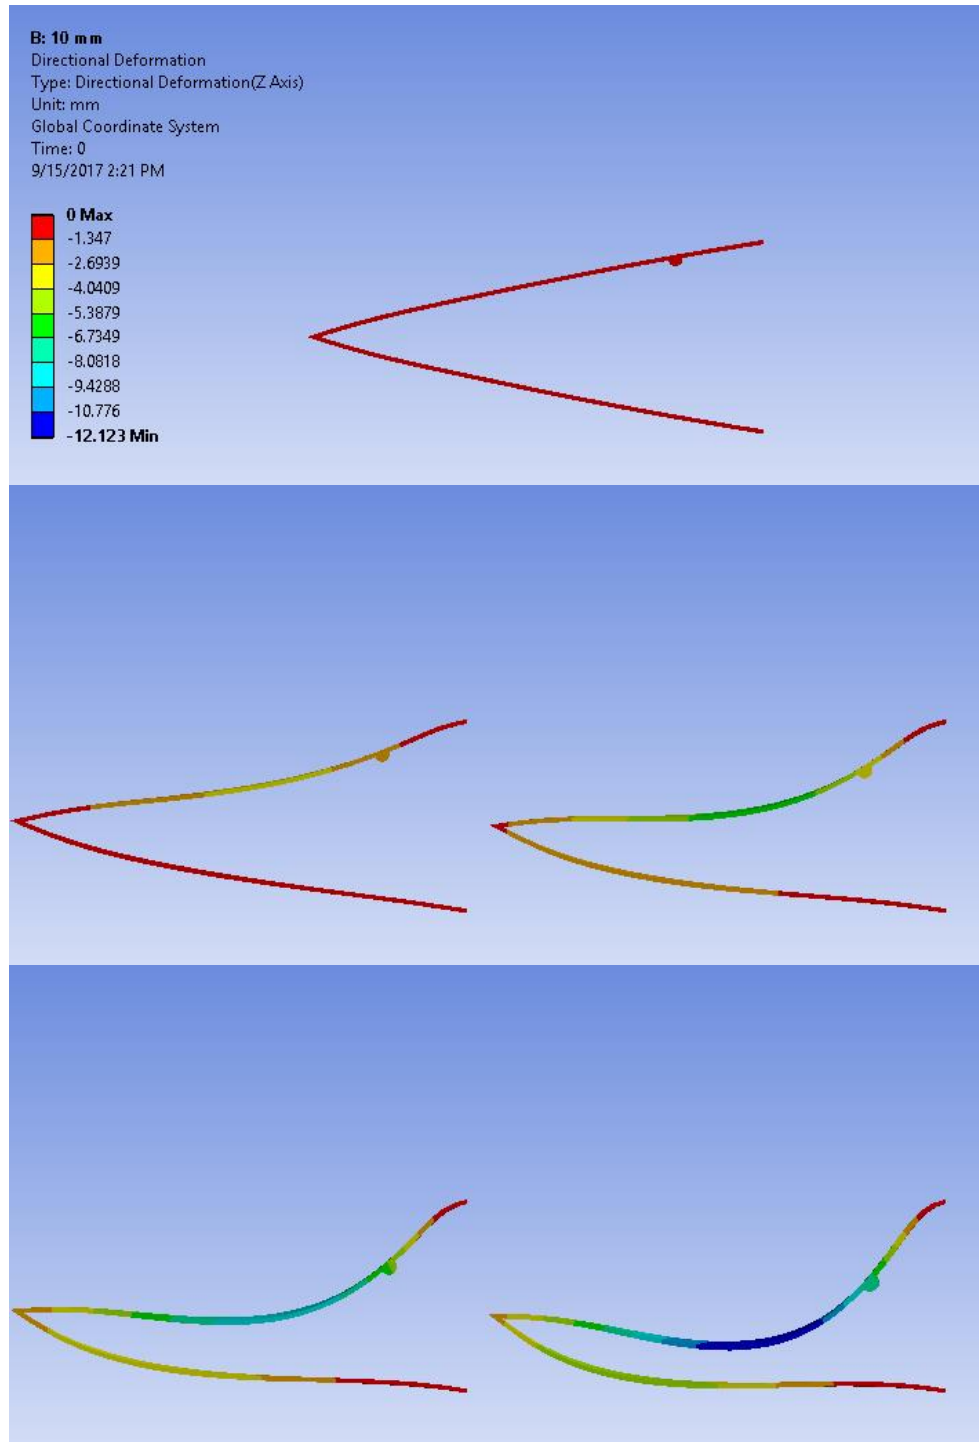 B: 10 mm
Directional Deformation
Type: Directional Deformation(Z Axis)
Unit: mm
Global Coordinate System
Time: 0
9/15/2017 2:21 PM
0 Max
-1.347
-2.6939
-4.0409
-5.3879
-6.7349
-8.0818
-9.4288
-10.776
-12.123 Min